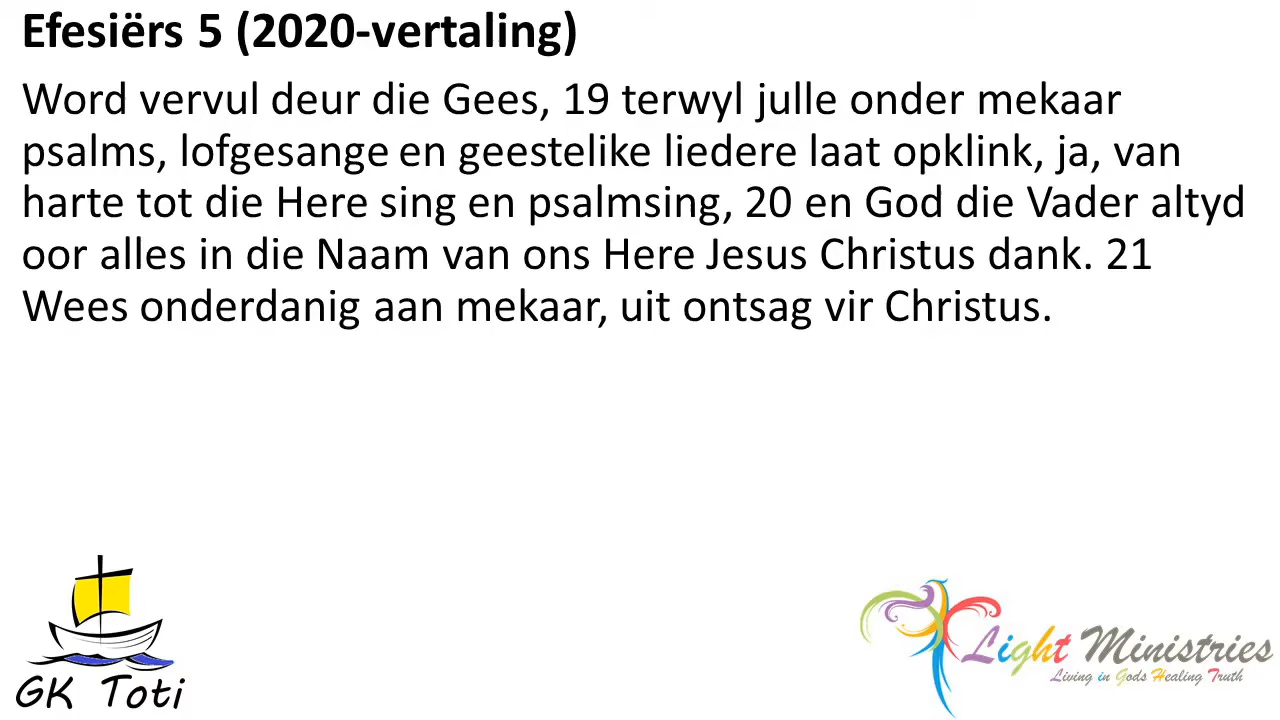 Efesiërs 5 (2020-vertaling)
Word vervul deur die Gees, 19 terwyl julle onder mekaar
psalms, lofgesange en geestelike liedere laat opklink, ja, van
harte tot die Here sing en psalmsing, 20 en God die Vader altyd
oor alles in die Naam van ons Here Jesus Christus dank. 21
Wees onderdanig aan mekaar, uit ontsag vir Christus.
GK Toti
Light Ministries
Living in Gods Healing Truth